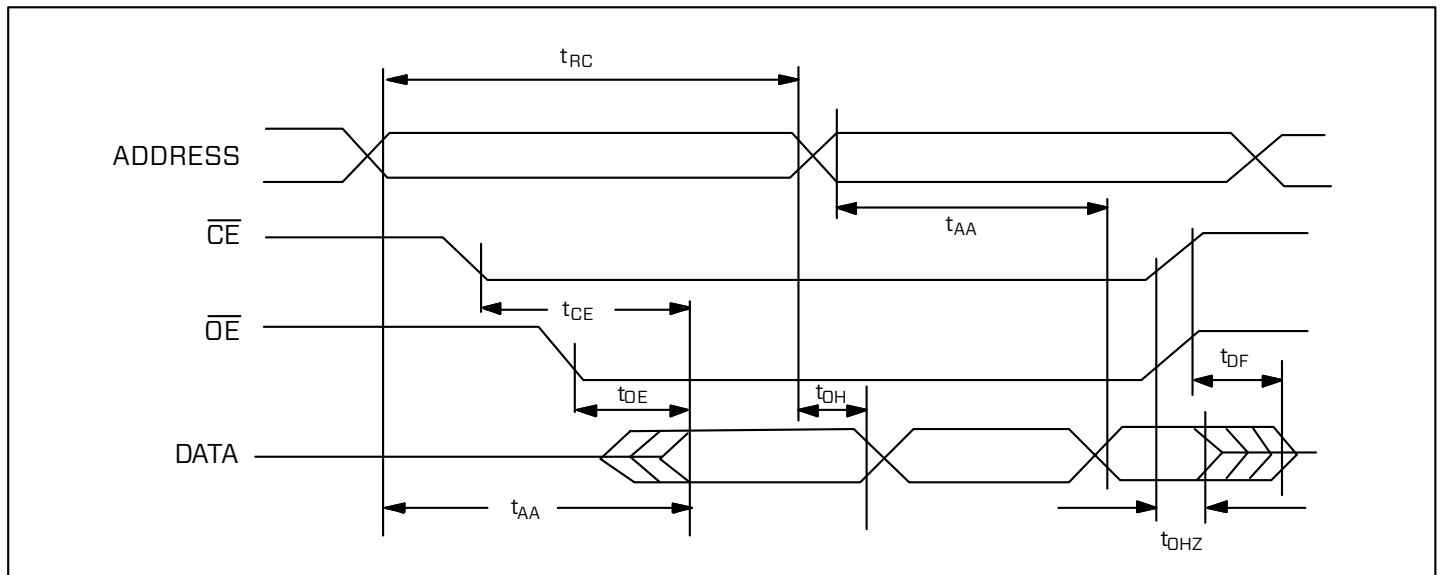 tRC
ADDRESS
tAA
CE
tCE
OE
tDF
tOE
tOH
DATA
tAA
tOHZ